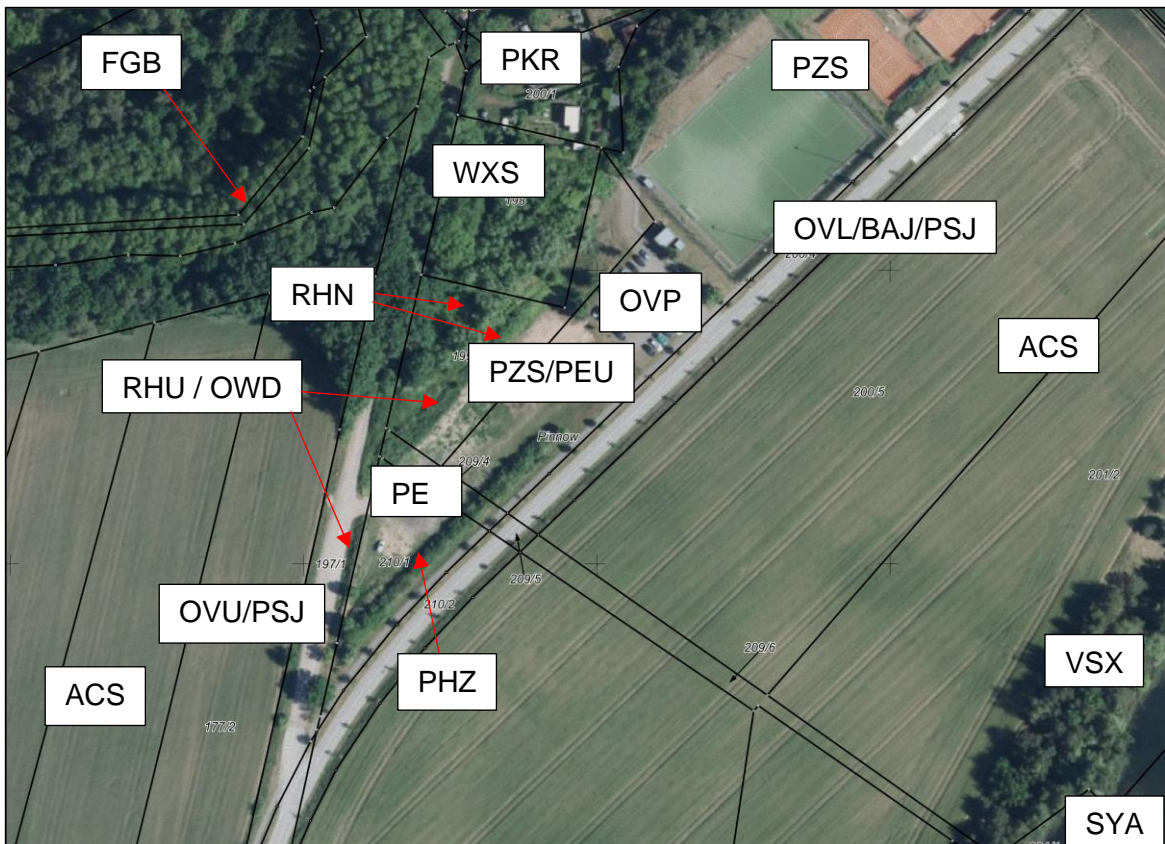 FGB
PKR
PZS
200/1
WXS
198
OVL/BAJ/PSJ
200/4
RHN
OVP
ACS
PZS/PEU
RHU / OWD
200/5
Pinnow
201/2
209/4
PE
197/1
210/1
209/5
210/2
OVU/PSJ
209/6
VSX
PHZ
ACS
177/2
SYA